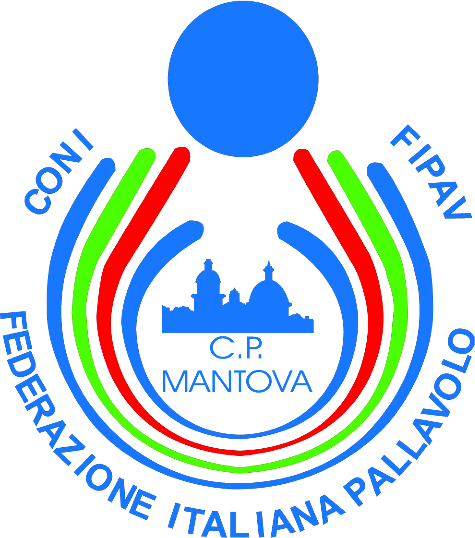 CONI
FIPAV
C.P.
MANTOVA
FEDERAZIONE ITALIANA PALLAVOLO